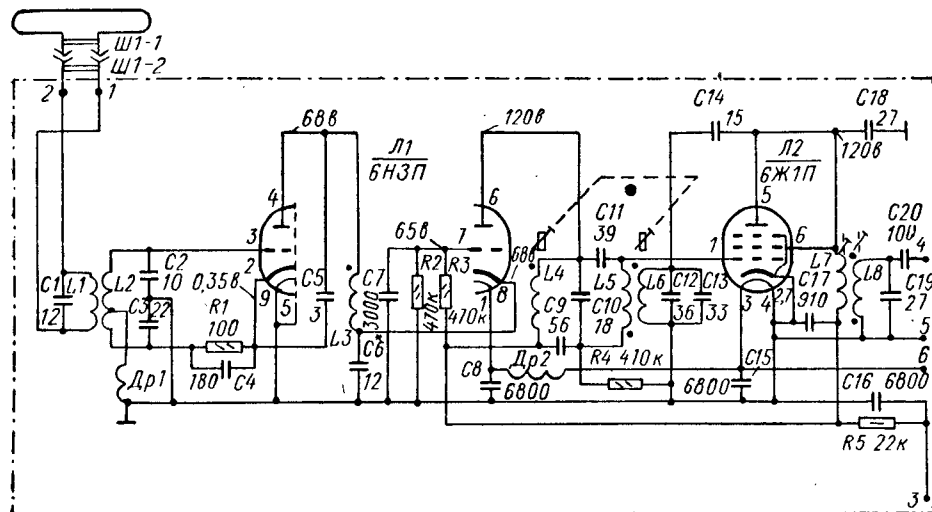 Ш1-1
Ш1-2
2 1
68в
Л1
6Н3П
120в
C14
15
C18
27
120в
Л2
6Ж1П
4
6
5
3
2
9
5
65в
7
68в
1
8
C11
39
1
6
3
4
2,7
C20
100
4
C1
12
L1
L2
C2
10
C3
22
0,35в
R1
100
180
C4
C5
3
L3
C7
3000
C6
12
R2
470к
R3
470к
L4
C9
56
L5
C10
18
L6
C12
36
C13
33
L7
C17
910
L8
C19
27
5
6
Др1
Др2
C8
6800
R4 410к
C15
6800
C16
6800
R5 22к
3